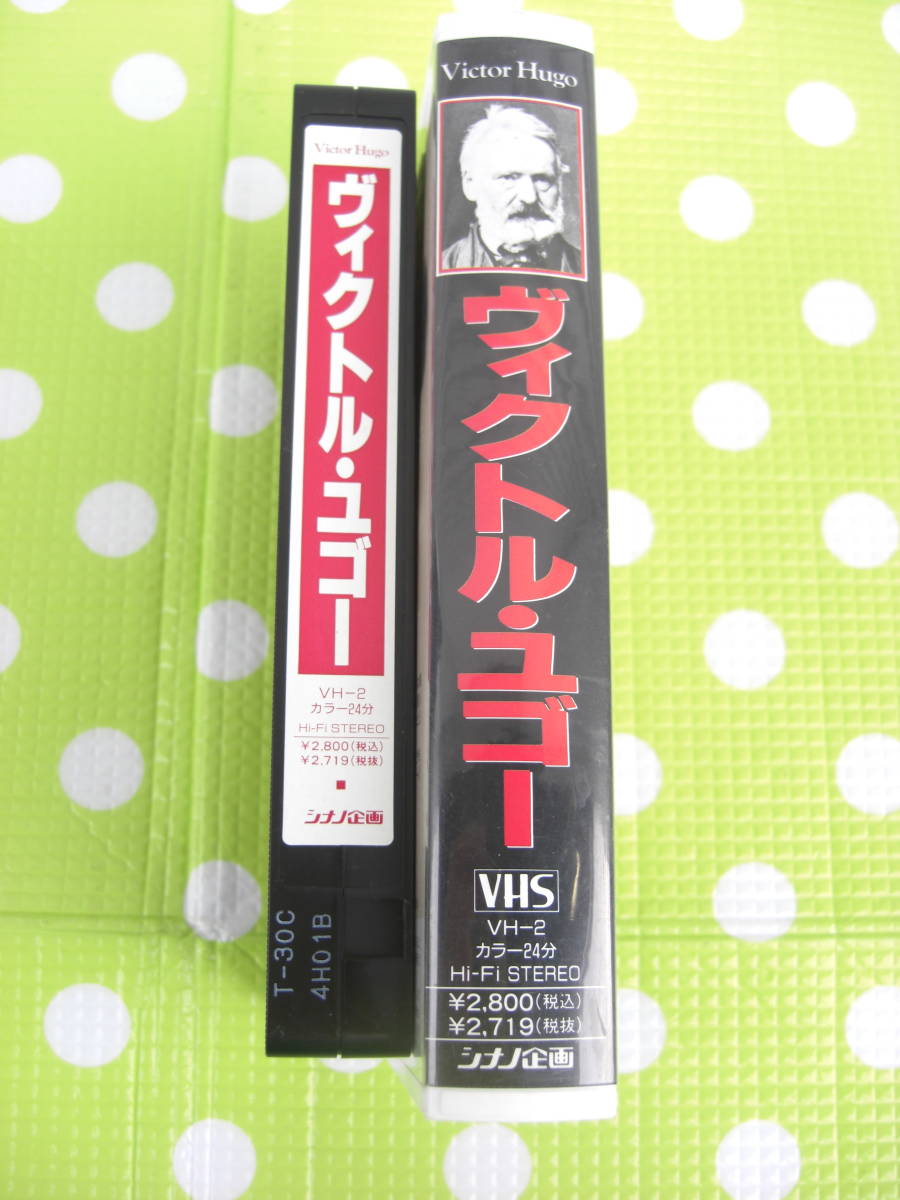 Victor Hugo
ヴィクトル・ユゴー
VH-2
カラー24分
Hi-Fi STEREO
¥2,800(税込)
¥2,719(税抜)
シナノ企画
T-30C
4H01B
Victor Hugo
ヴィクトル・ユゴー
VHS
VH-2
カラー24分
Hi-Fi STEREO
¥2,800(税込)
¥2,719(税抜)
シナノ企画